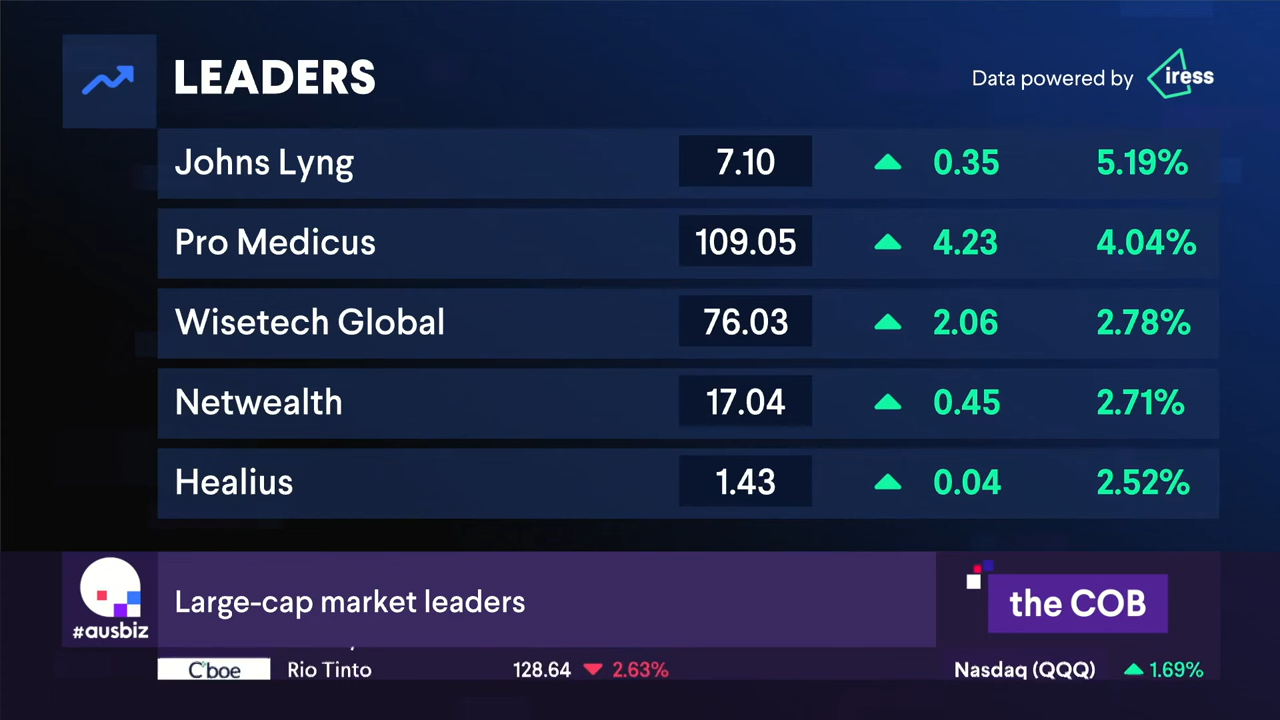 LEADERS
Data powered by iress
Johns Lyng 7.10 0.35 5.19%
Pro Medicus 109.05 4.23 4.04%
Wisetech Global 76.03 2.06 2.78%
Netwealth 17.04 0.45 2.71%
Healius 1.43 0.04 2.52%
#ausbiz
Large-cap market leaders
the COB
Cboe Rio Tinto 128.64 2.63% Nasdaq (QQQ) 1.69%